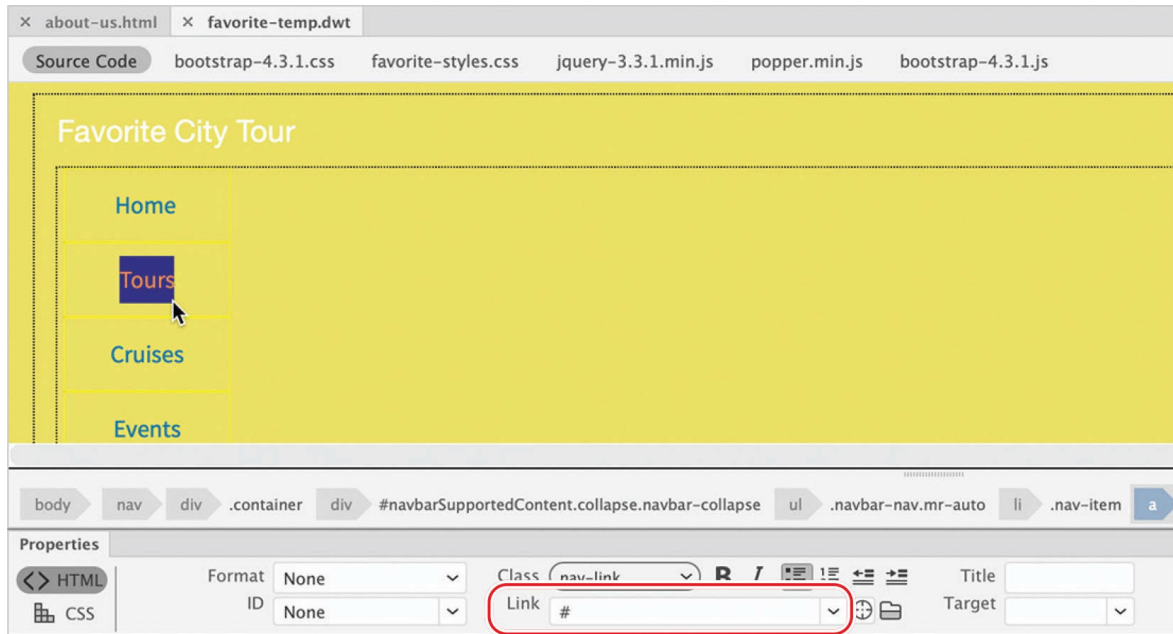 × about-us.html × favorite-temp.dwt
Source Code bootstrap-4.3.1.css favorite-styles.css jquery-3.3.1.min.js popper.min.js bootstrap-4.3.1.js
Favorite City Tour
Home
Tours
Cruises
Events
body nav div .container div #navbarSupportedContent.collapse.navbar-collapse ul .navbar-nav.mr-auto li .nav-item a
Properties
<> HTML Format None Class nav-link B I Title
CSS ID None Link # Target